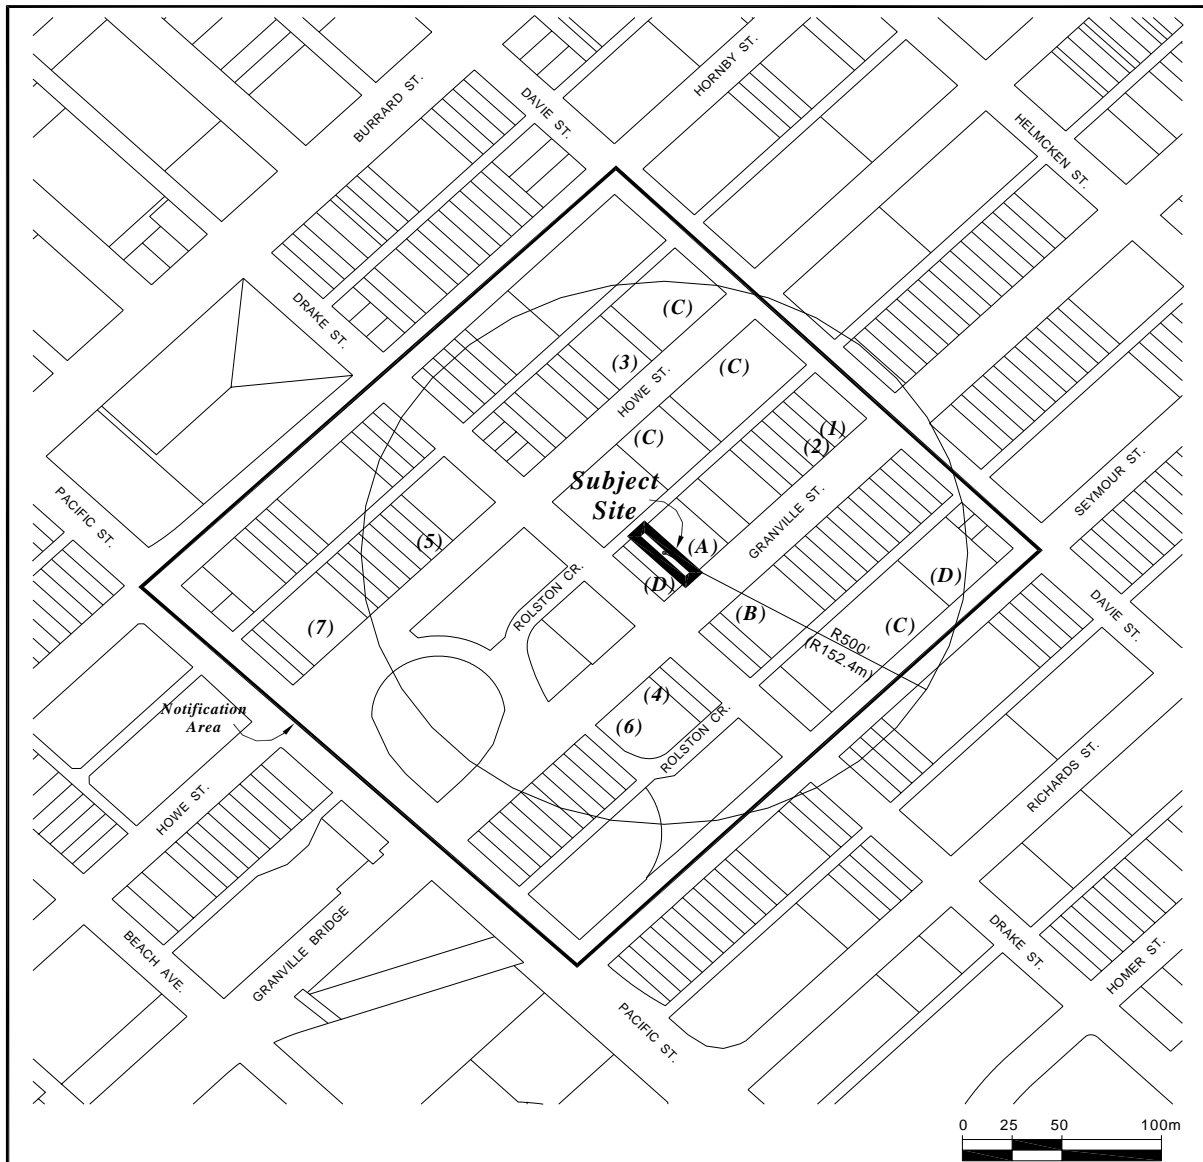 HORNBY ST.
BURRARD ST.
DAVIE ST.
HELMCKEN ST.
DRAKE ST.
(C)
(3)
HOWE ST.
(C)
(C)
(1)
(2)
Subject
Site
GRANVILLE ST.
SEYMOUR ST.
PACIFIC ST.
(5)
(A)
(D)
(D)
ROLSTON CR.
(B)
(C)
DAVIE ST.
R500'
(R152.4m)
(7)
(4)
(6)
ROLSTON CR.
Notification
Area
HOWE ST.
RICHARDS ST.
BEACH AVE.
GRANVILLE BRIDGE
DRAKE ST.
HOMER ST.
PACIFIC ST.
0 25 50 100m